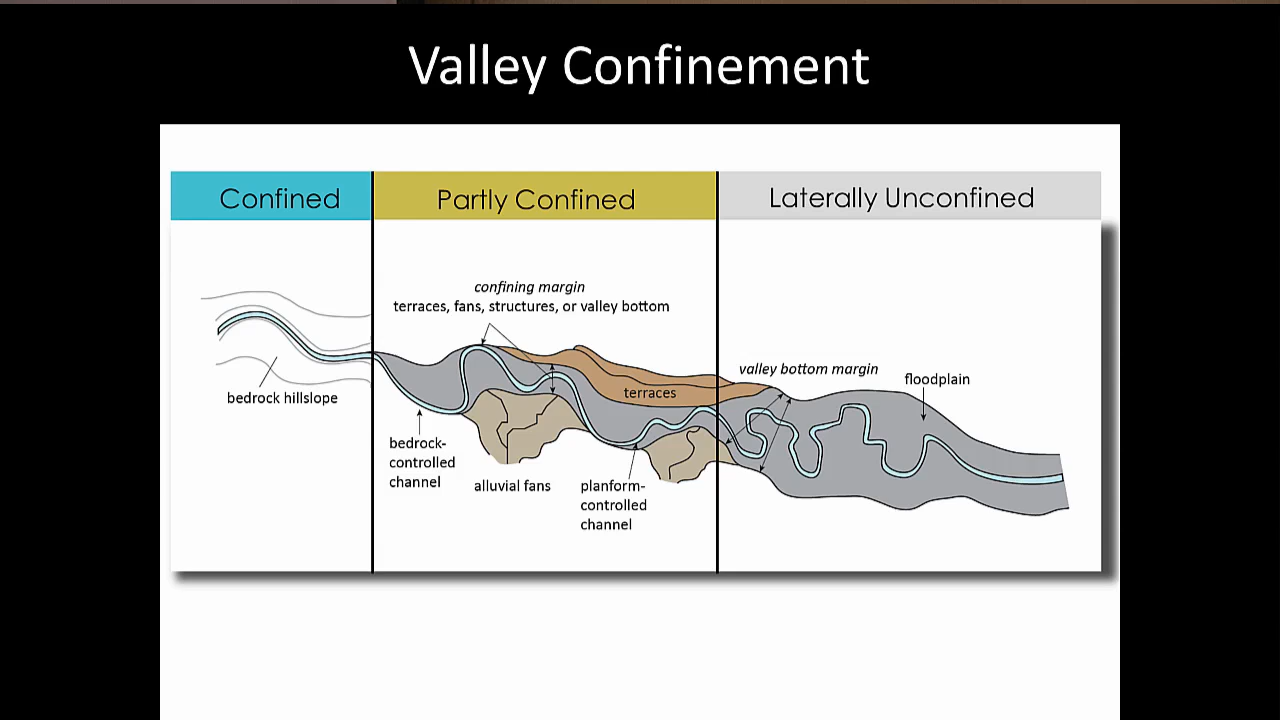 Valley Confinement
Confined
Partly Confined
Laterally Unconfined
confining margin
terraces, fans, structures, or valley bottom
valley bottom margin
floodplain
bedrock hillslope
terraces
bedrock-
controlled
channel
alluvial fans
planform-
controlled
channel